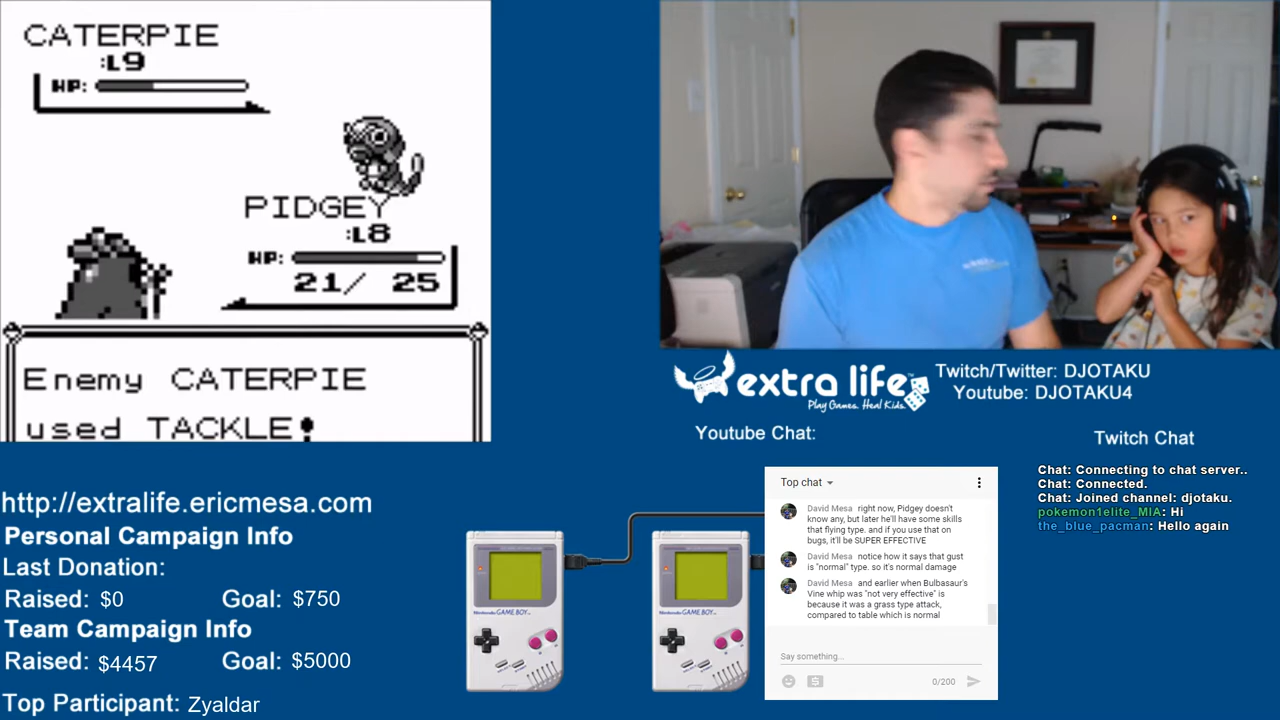 CATERPIE
:L9
HP:
PIDGEY
:L8
HP:
21/ 25
Enemy CATERPIE
used TACKLE!
extra life
Play Games. Heal Kids.
Twitch/Twitter: DJOTAKU
Youtube: DJOTAKU4
Youtube Chat:
Twitch Chat
Chat: Connecting to chat server..
Chat: Connected.
Chat: Joined channel: djotaku.
pokemon1elite_MIA: Hi
the_blue_pacman: Hello again
Top chat
David Mesa right now, Pidgey doesn't
know any, but later he'll have some skills
that flying type. and if you use that on
bugs, it'll be SUPER EFFECTIVE
David Mesa notice how it says that gust
is "normal" type. so it's normal damage
David Mesa and earlier when Bulbasaur's
Vine whip was "not very effective" is
because it was a grass type attack,
compared to table which is normal
Say something...
0/200
http://extralife.ericmesa.com
Personal Campaign Info
Last Donation:
Raised: $0 Goal: $750
Team Campaign Info
Raised: $4457 Goal: $5000
Top Participant: Zyaldar
Nintendo GAME BOY
Nintendo GAME BOY